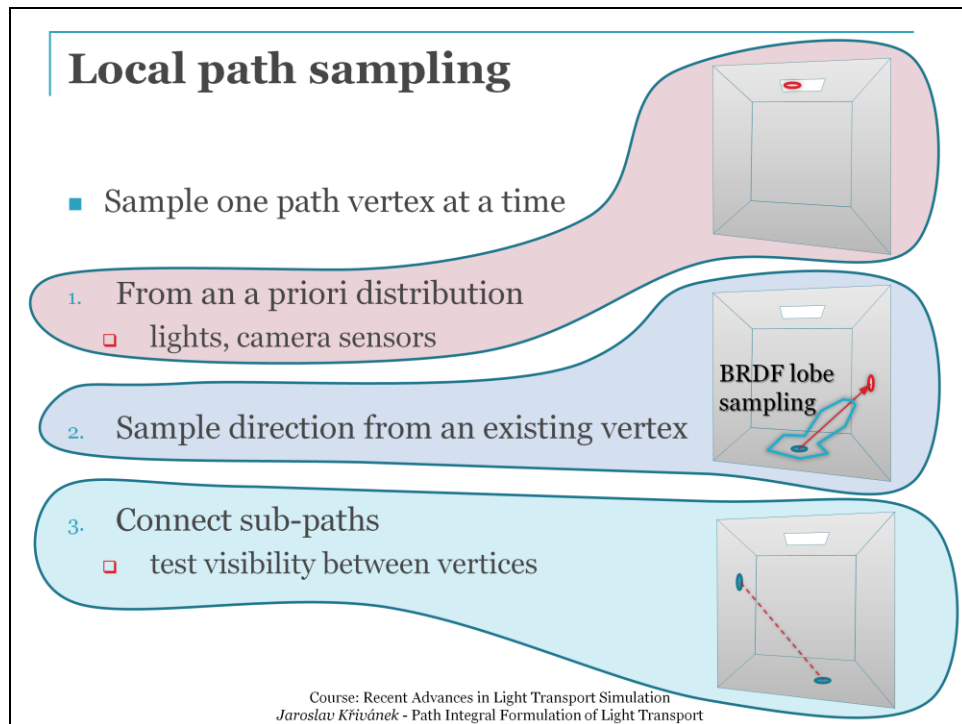 Local path sampling
Sample one path vertex at a time
1. From an a priori distribution
lights, camera sensors
BRDF lobe
sampling
2. Sample direction from an existing vertex
3. Connect sub-paths
test visibility between vertices
Course: Recent Advances in Light Transport Simulation
Jaroslav Křivánek - Path Integral Formulation of Light Transport